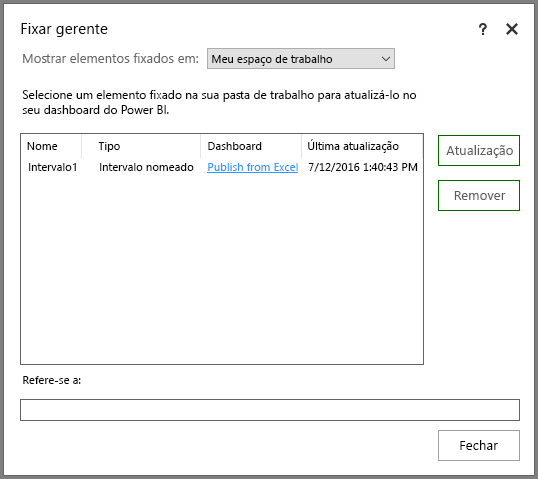 Fixar gerente
?
Mostrar elementos fixados em: Meu espaço de trabalho
Selecione um elemento fixado na sua pasta de trabalho para atualizá-lo no
seu dashboard do Power BI.
Nome Tipo Dashboard Última atualização
Intervalo1 Intervalo nomeado Publish from Excel 7/12/2016 1:40:43 PM
Atualização
Remover
Refere-se a:
Fechar